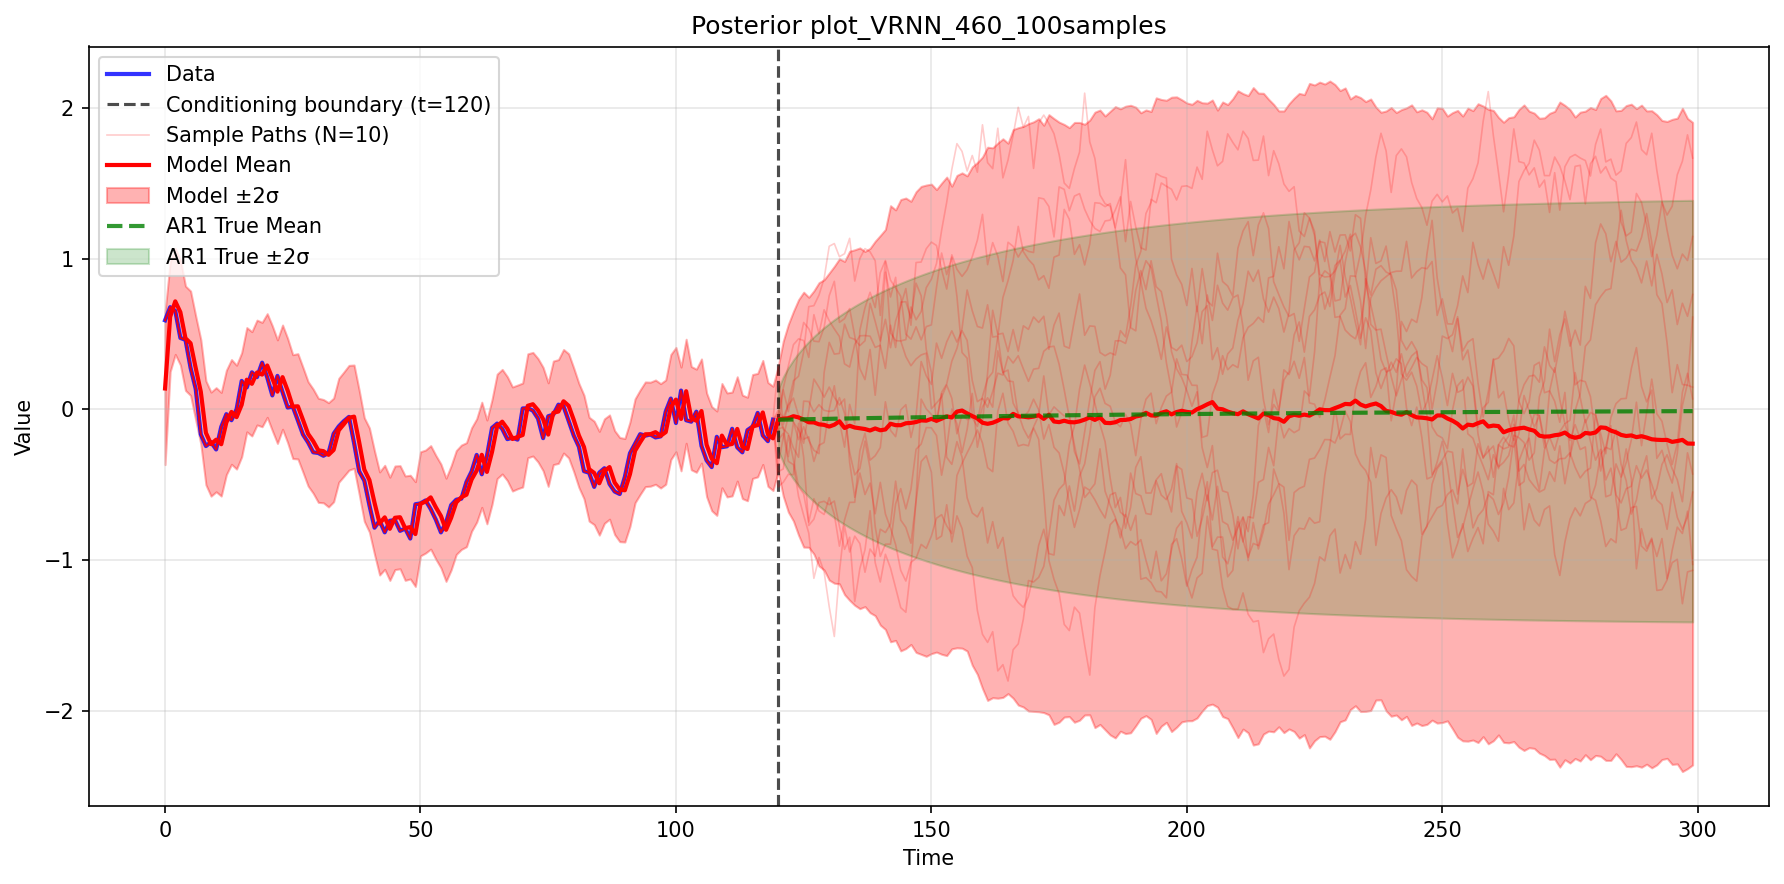 Posterior plot_VRNN_460_100samples
Data
Conditioning boundary (t=120)
Sample Paths (N=10)
Model Mean
Model ±2σ
AR1 True Mean
AR1 True ±2σ
Value
2
1
0
−1
−2
0 50 100 150 200 250 300
Time